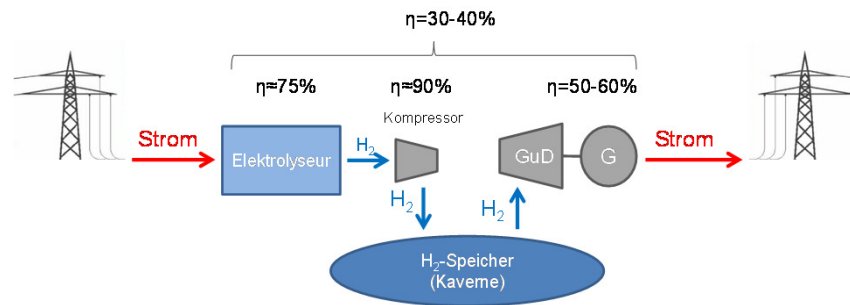 η=30-40%
η≈75%
η≈90%
η=50-60%
Kompressor
Strom
Elektrolyseur
H₂
GuD
G
Strom
H₂
H₂
H₂-Speicher
(Kaverne)